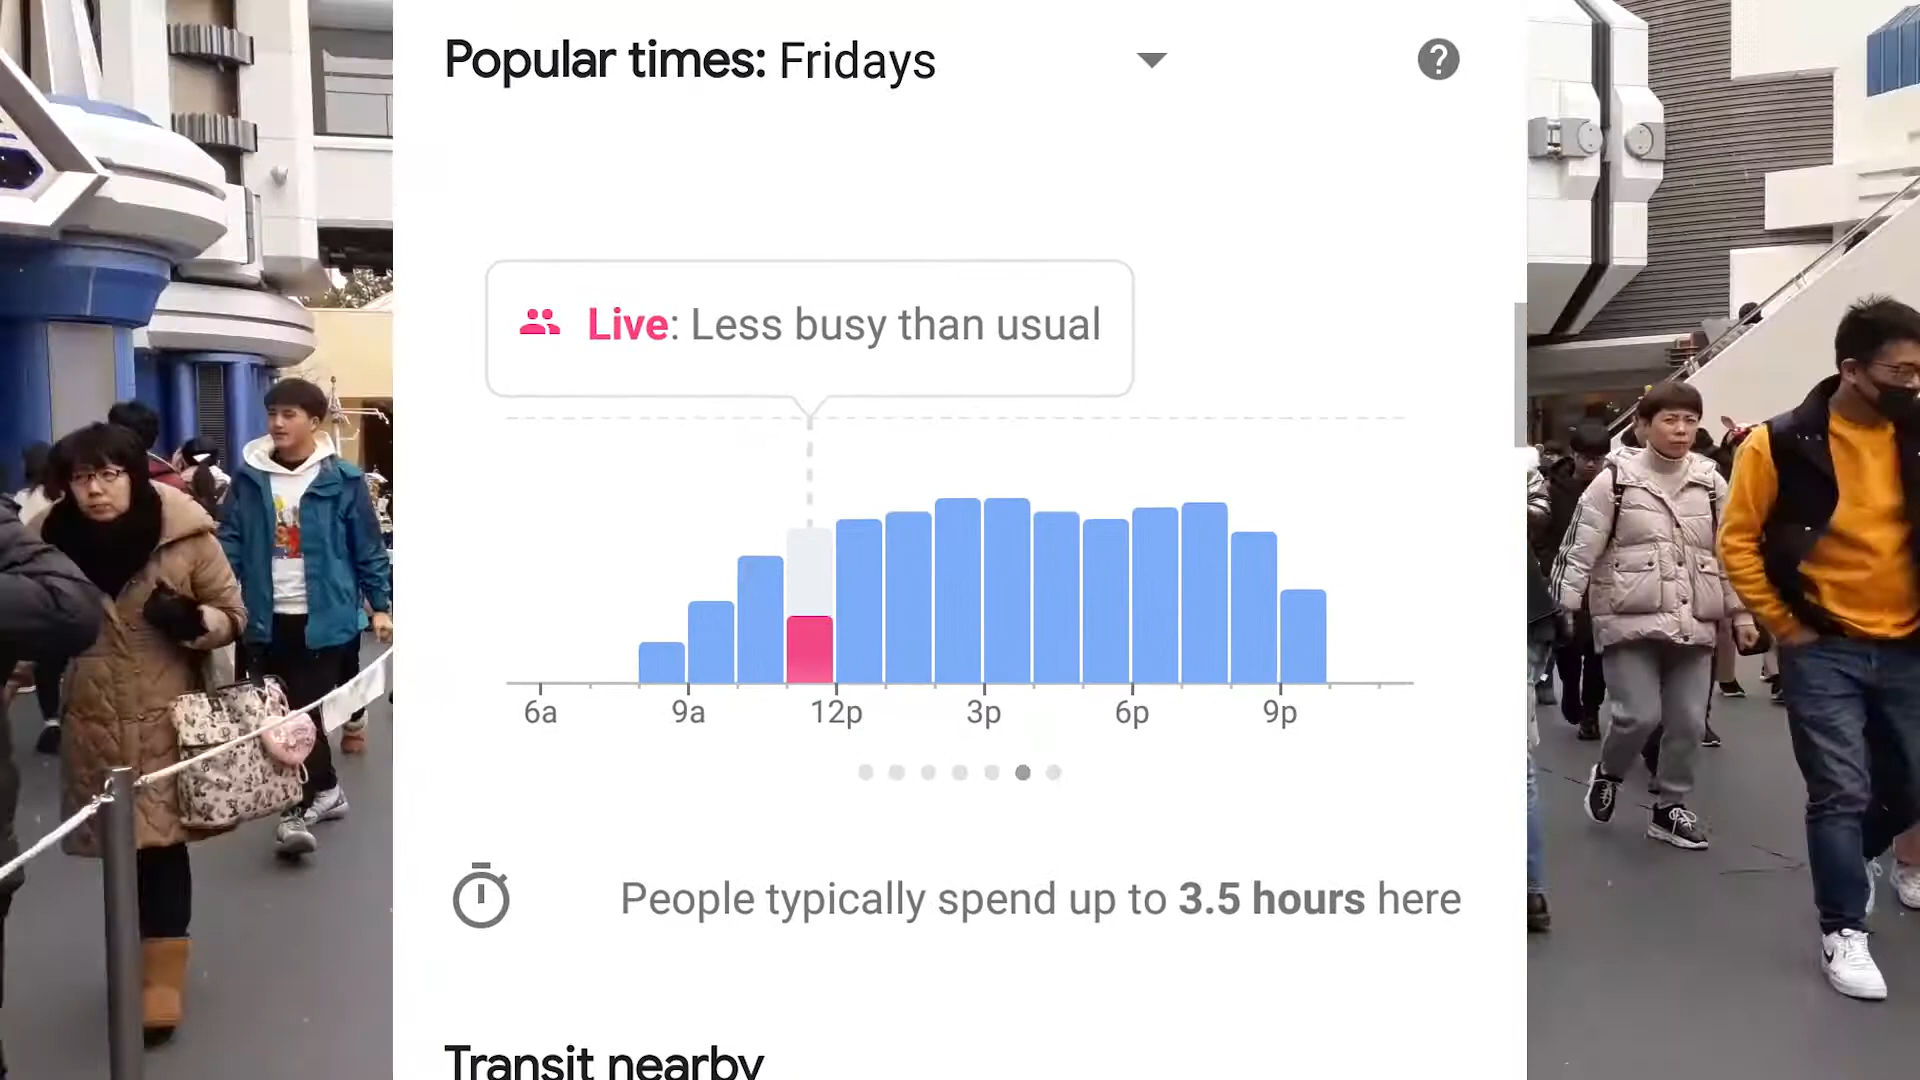 Popular times: Fridays
Live: Less busy than usual
6a 9a 12p 3p 6p 9p
People typically spend up to 3.5 hours here
Transit nearby